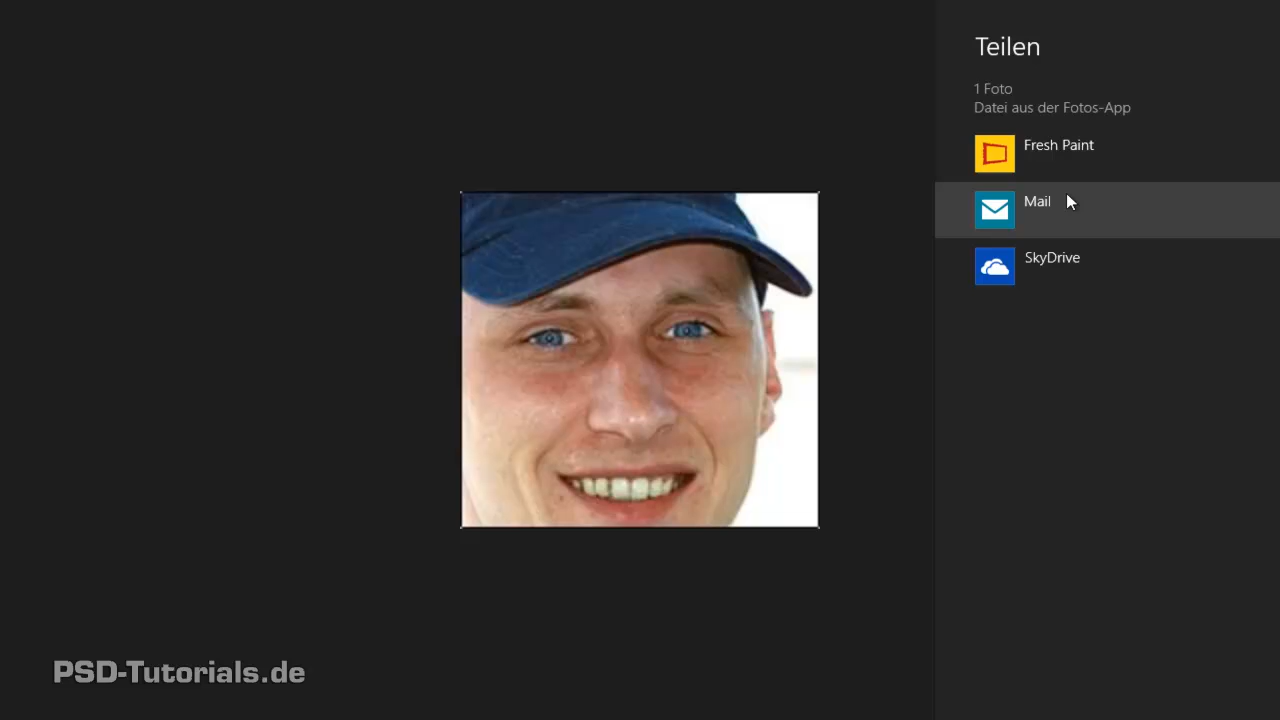 Teilen
1 Foto
Datei aus der Fotos-App
Fresh Paint
Mail
SkyDrive
PSD-Tutorials.de